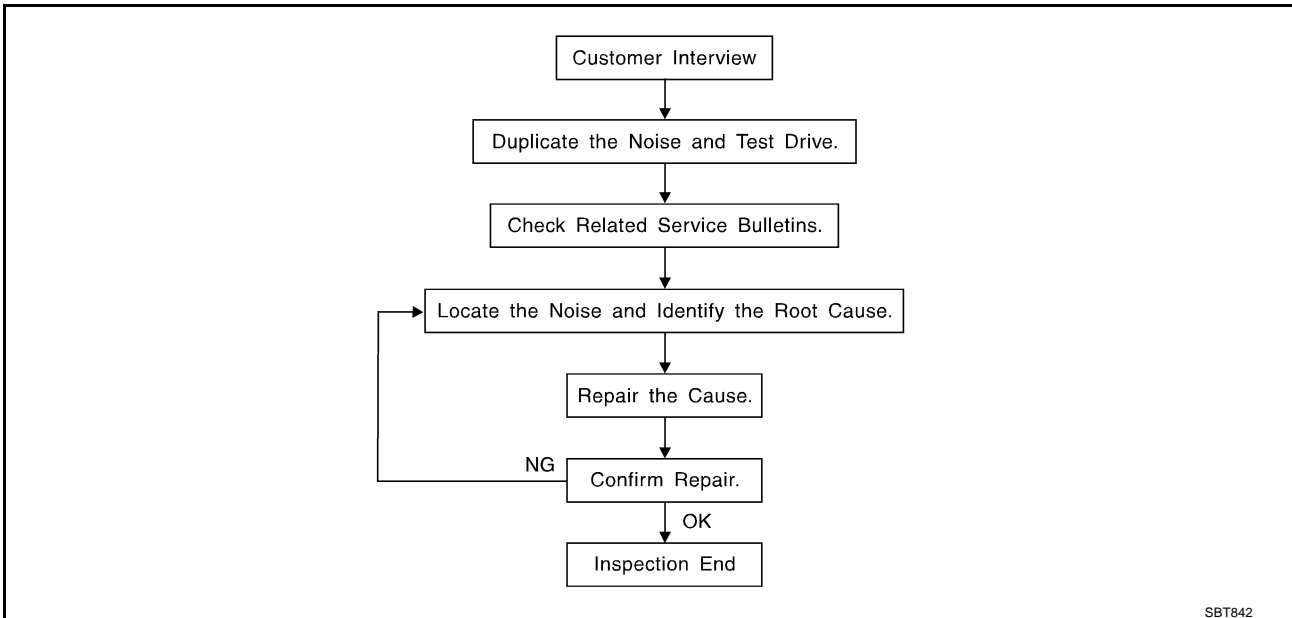 Customer Interview
Duplicate the Noise and Test Drive.
Check Related Service Bulletins.
Locate the Noise and Identify the Root Cause.
Repair the Cause.
NG
Confirm Repair.
OK
Inspection End
SBT842